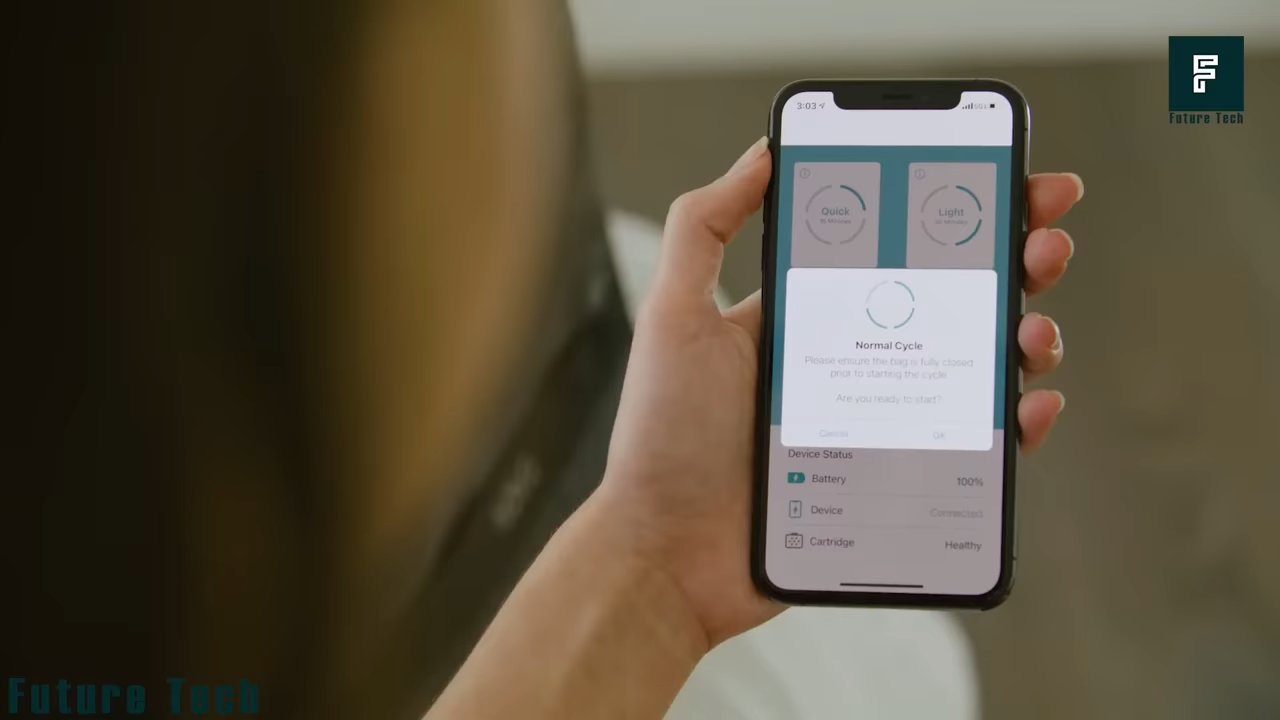 F
Future Tech
3:03
Quick
Light
Normal Cycle
Please ensure the bag is fully closed
prior to starting the cycle
Are you ready to start?
Cancel
OK
Device Status
Battery
100%
Device
Connected
Cartridge
Healthy
Future Tech